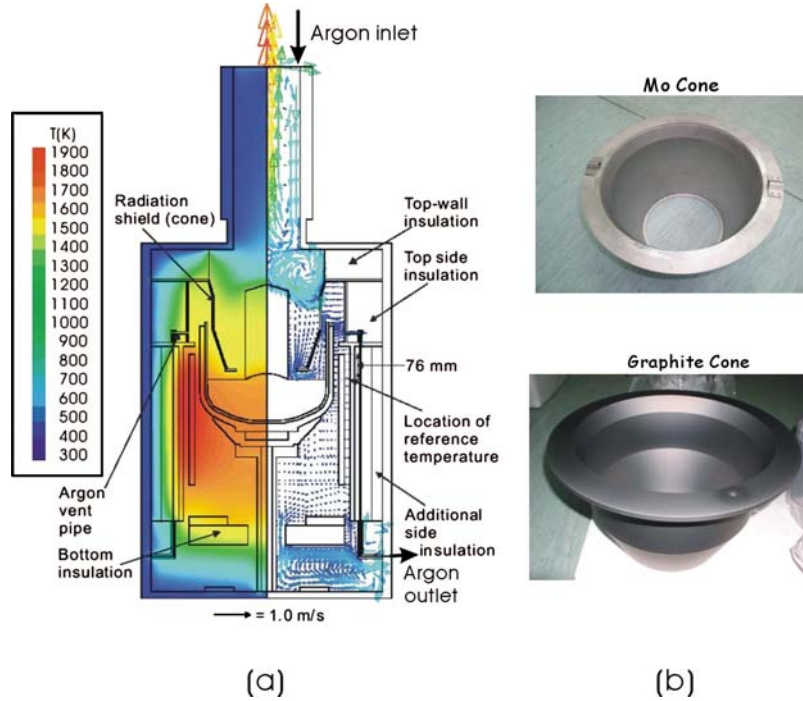 Argon inlet
T(K)
1900
1800
1700
1600
1500
1400
1300
1200
1100
1000
900
800
700
600
500
400
300
Radiation
shield (cone)
Top-wall
insulation
Top side
insulation
76 mm
Location of
reference
temperature
Argon
vent
pipe
Bottom
insulation
Additional
side
insulation
Argon
outlet
= 1.0 m/s
(a)
Mo Cone
Graphite Cone
(b)